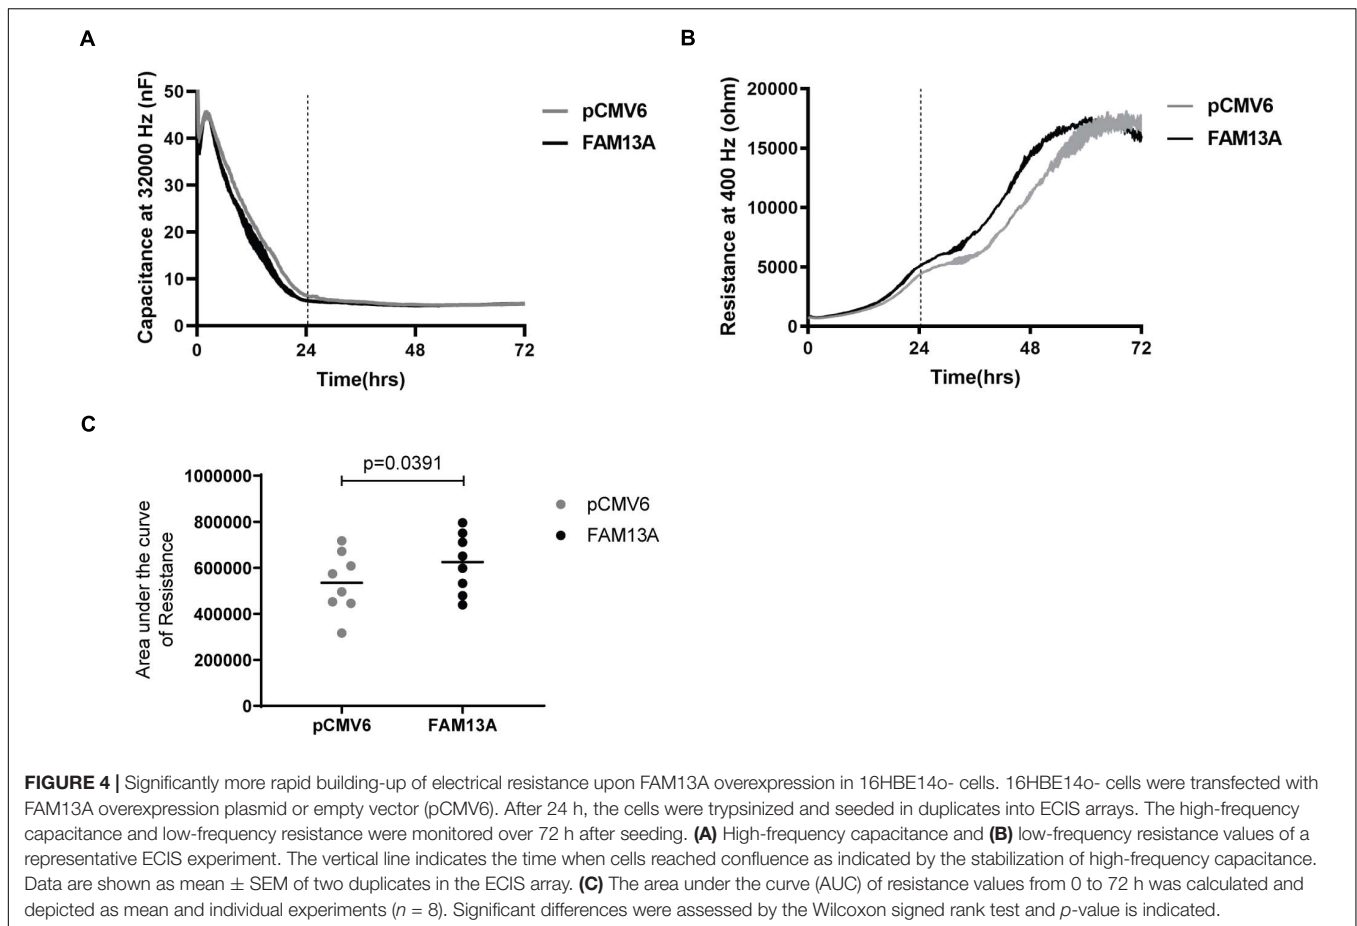 A
Capacitance at 32000 Hz (nF)
50
40
30
20
10
0
0 24 48 72
Time(hrs)
pCMV6
FAM13A
B
Resistance at 400 Hz (ohm)
20000
15000
10000
5000
0
0 24 48 72
Time(hrs)
pCMV6
FAM13A
C
Area under the curve
of Resistance
1000000
800000
600000
400000
200000
0
p=0.0391
pCMV6 FAM13A
pCMV6
FAM13A
FIGURE 4 | Significantly more rapid building-up of electrical resistance upon FAM13A overexpression in 16HBE14o- cells. 16HBE14o- cells were transfected with
FAM13A overexpression plasmid or empty vector (pCMV6). After 24 h, the cells were trypsinized and seeded in duplicates into ECIS arrays. The high-frequency
capacitance and low-frequency resistance were monitored over 72 h after seeding. (A) High-frequency capacitance and (B) low-frequency resistance values of a
representative ECIS experiment. The vertical line indicates the time when cells reached confluence as indicated by the stabilization of high-frequency capacitance.
Data are shown as mean ± SEM of two duplicates in the ECIS array. (C) The area under the curve (AUC) of resistance values from 0 to 72 h was calculated and
depicted as mean and individual experiments (n = 8). Significant differences were assessed by the Wilcoxon signed rank test and p-value is indicated.